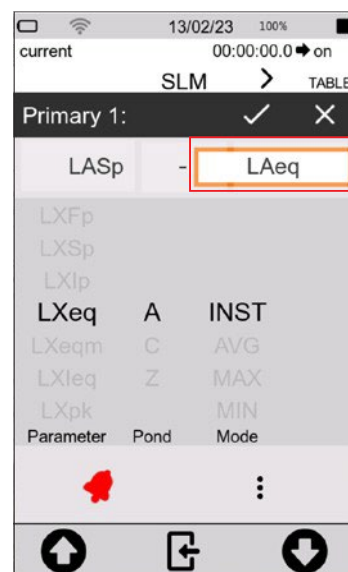 13/02/23 100%
current 00:00:00.0 on
SLM > TABLE
Primary 1:
LASp - LAeq
LXFp
LXSp
LXIp
LXeq A INST
LXeqm C AVG
LXIeq Z MAX
LXpk MIN
Parameter Pond Mode